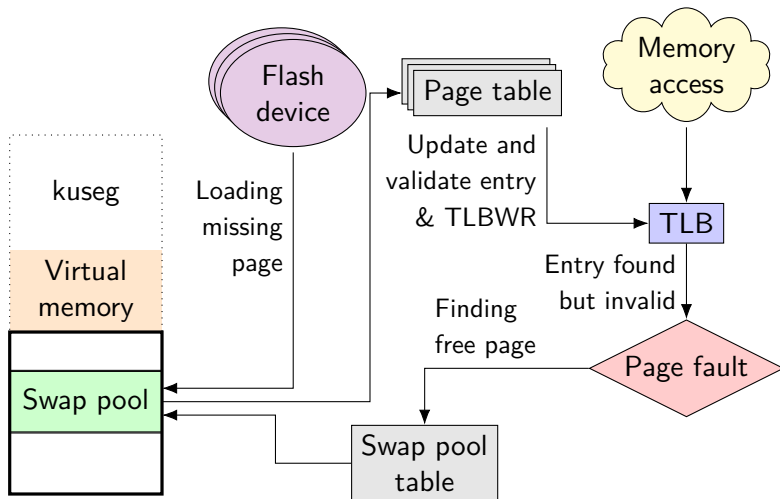 Flash
device
Page table
Memory
access
Update and
validate entry
& TLBWR
kuseg
Loading
missing
page
TLB
Virtual
memory
Entry found
but invalid
Finding
free page
Page fault
Swap pool
Swap pool
table